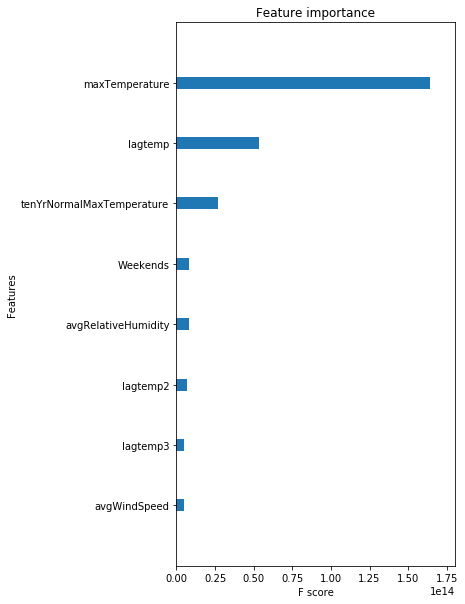 Feature importance
maxTemperature
lagtemp
tenYrNormalMaxTemperature
Weekends
avgRelativeHumidity
lagtemp2
lagtemp3
avgWindSpeed
Features
0.00 0.25 0.50 0.75 1.00 1.25 1.50 1.75
1e14
F score